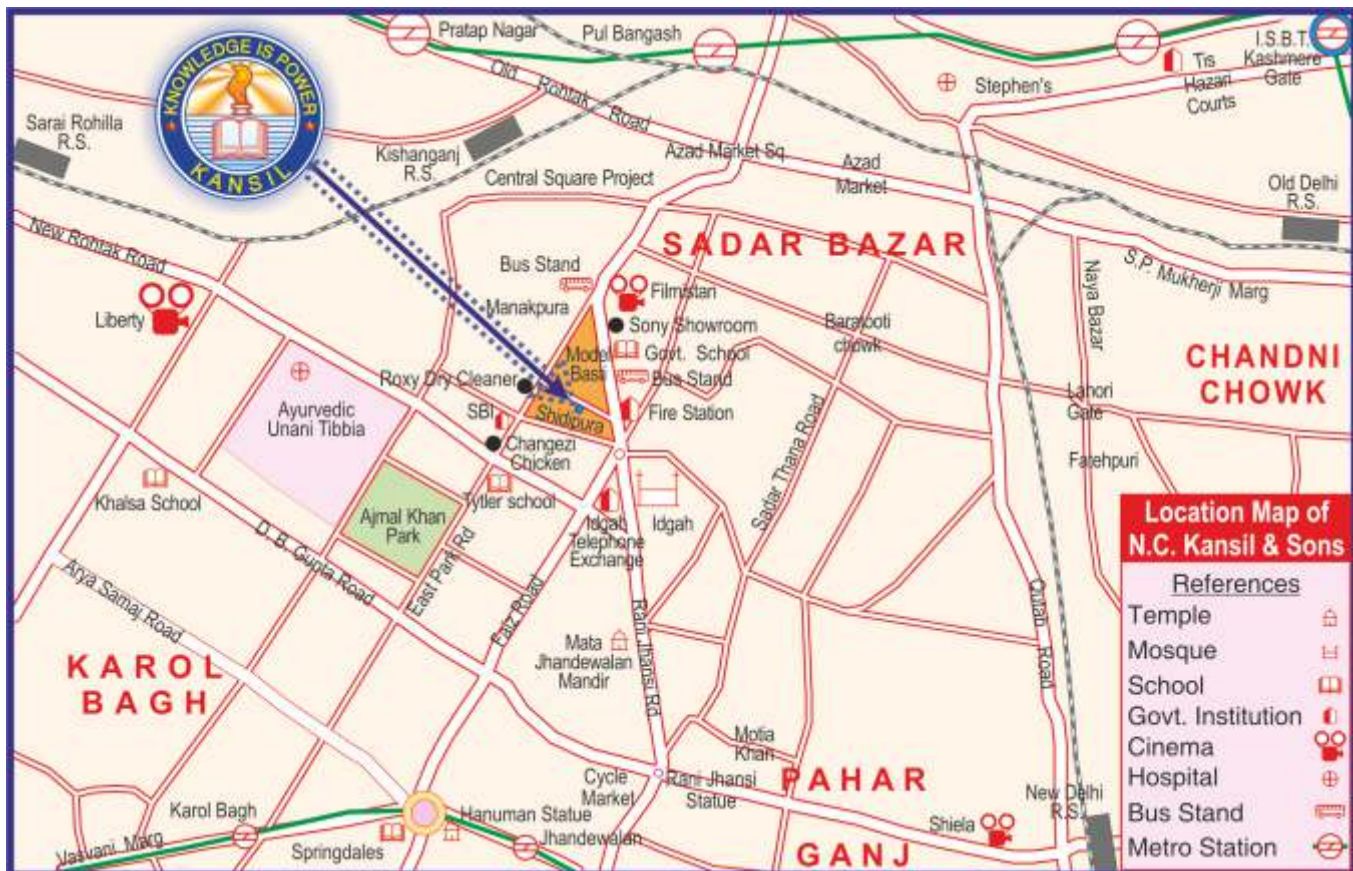 Pratap Nagar
Pul Bangash
I.S.B.T.
Kashmere
Gate
Tis
Hazari
Courts
Stephen's
KNOWLEDGE IS POWER
KANSIL
Old Rohtak Road
Sarai Rohilla
R.S.
Kishanganj
R.S.
Azad Market Sq.
Azad
Market
Central Square Project
Old Delhi
R.S.
New Rohtak Road
SADAR BAZAR
S.P. Mukherji Marg
Naya Bazar
Bus Stand
Filmistan
Manakpura
Liberty
Sony Showroom
Baratooti
chowk
CHANDNI
CHOWK
Model
Basti
Govt. School
Roxy Dry Cleaner
Bus Stand
Lahori
Gate
SBI
Shidipura
Fire Station
Ayurvedic
Unani Tibbia
Changezi
Chicken
Sadar Thana Road
Fatehpuri
Khalsa School
Tytler school
Ajmal Khan
Park
Idgah
Telephone
Exchange
Idgah
D. B. Gupta Road
East Park Rd
Faiz Road
Rani Jhansi Rd.
Qutab Road
Arya Samaj Road
Mata
Jhandewalan
Mandir
KAROL
BAGH
Motia
Khan
Cycle
Market
Rani Jhansi
Statue
PAHAR
GANJ
New Delhi
R.S.
Karol Bagh
Hanuman Statue
Shiela
Vasvani Marg
Springdales
Jhandewalan
Location Map of
N.C. Kansil & Sons
References
Temple
Mosque
School
Govt. Institution
Cinema
Hospital
Bus Stand
Metro Station